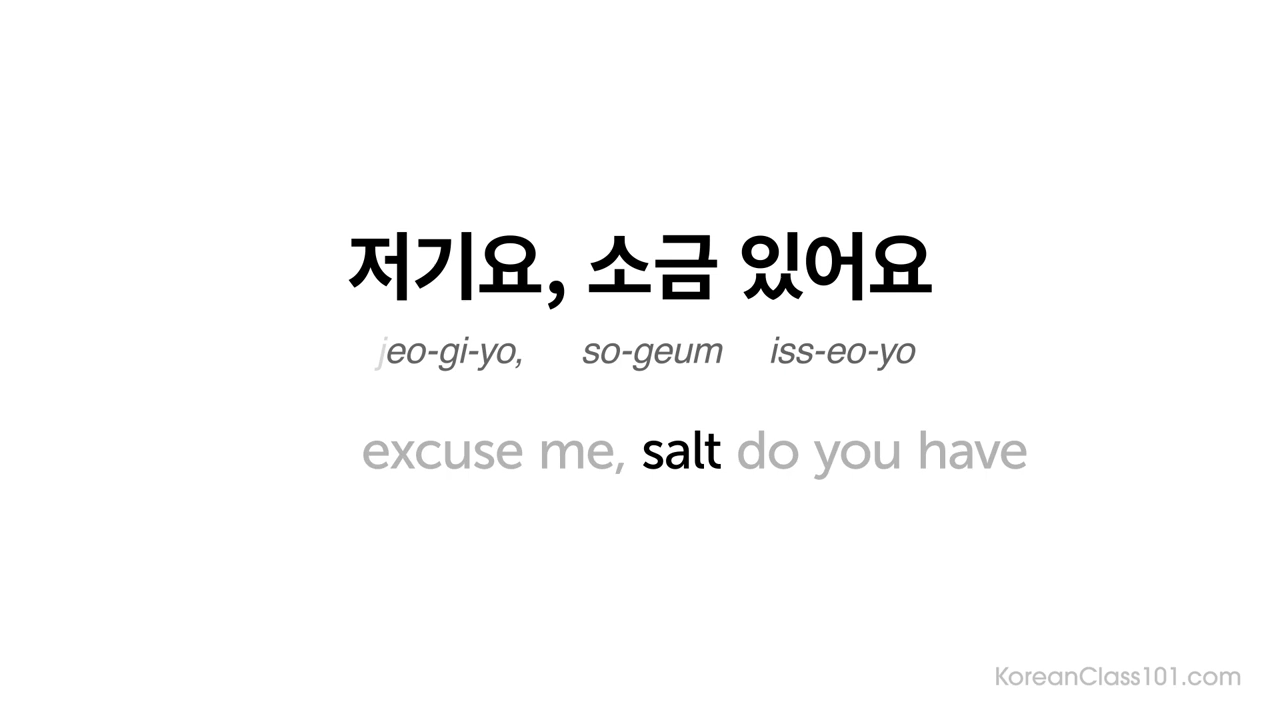 저기요, 소금 있어요
jeo-gi-yo, so-geum iss-eo-yo
excuse me, salt do you have
KoreanClass101.com